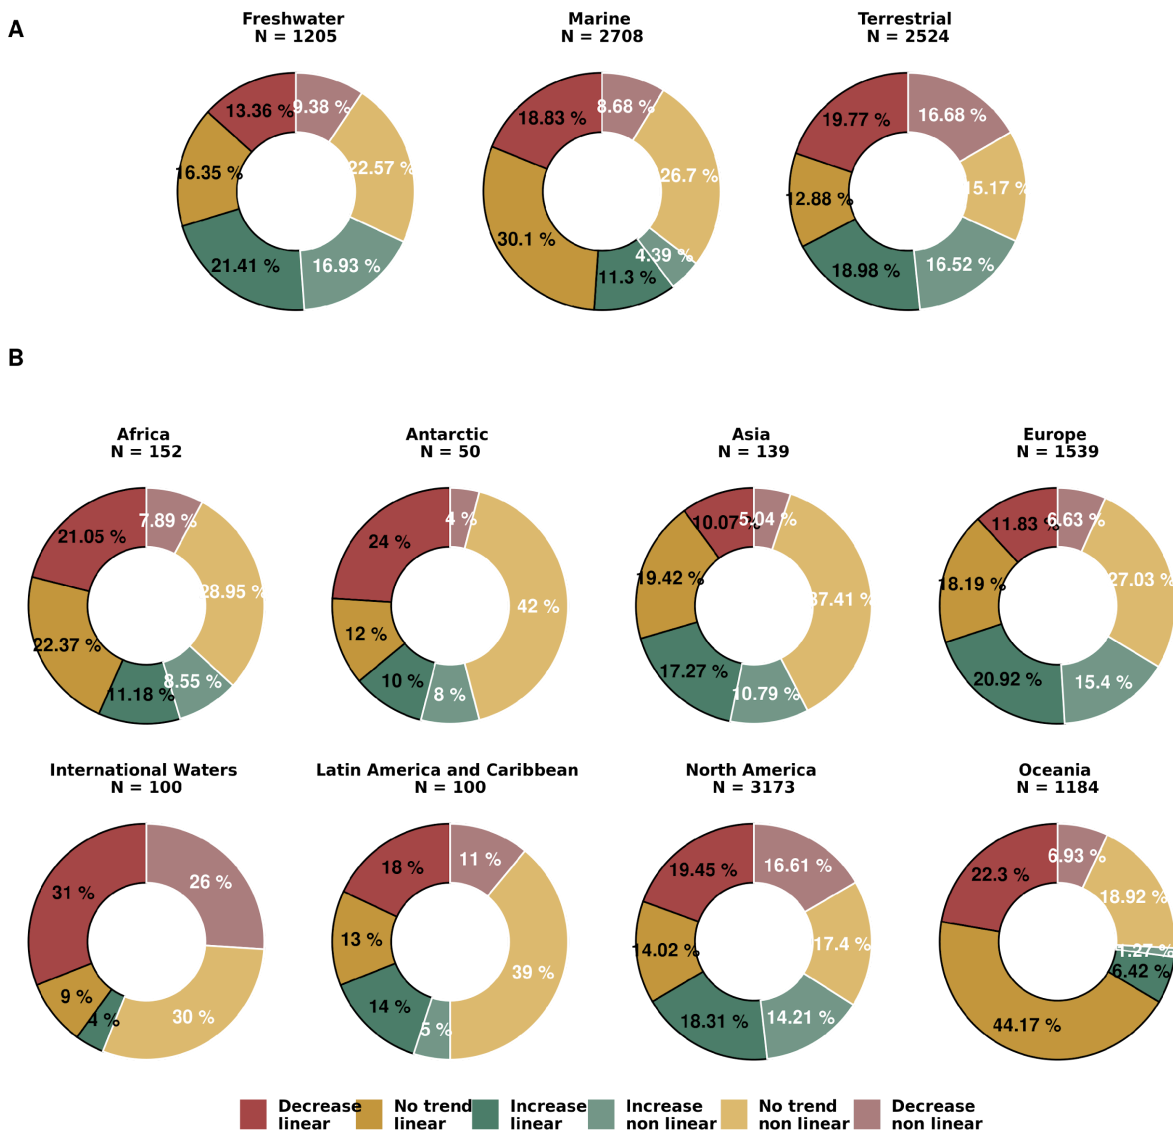 A
Freshwater
N = 1205
Marine
N = 2708
Terrestrial
N = 2524
13.36 %
9.38 %
16.35 %
22.57 %
21.41 %
16.93 %
18.83 %
8.68 %
26.7 %
30.1 %
4.39 %
11.3 %
19.77 %
16.68 %
12.88 %
15.17 %
18.98 %
16.52 %
B
Africa
N = 152
Antarctic
N = 50
Asia
N = 139
Europe
N = 1539
7.89 %
21.05 %
28.95 %
22.37 %
8.55 %
11.18 %
4 %
24 %
42 %
12 %
10 %
8 %
10.07 %
5.04 %
19.42 %
37.41 %
17.27 %
10.79 %
11.83 %
6.63 %
18.19 %
27.03 %
20.92 %
15.4 %
International Waters
N = 100
Latin America and Caribbean
N = 100
North America
N = 3173
Oceania
N = 1184
31 %
26 %
9 %
4 %
30 %
18 %
11 %
13 %
39 %
14 %
5 %
19.45 %
16.61 %
14.02 %
17.4 %
18.31 %
14.21 %
6.93 %
22.3 %
18.92 %
1.27 %
6.42 %
44.17 %
Decrease
linear
No trend
linear
Increase
linear
Increase
non linear
No trend
non linear
Decrease
non linear